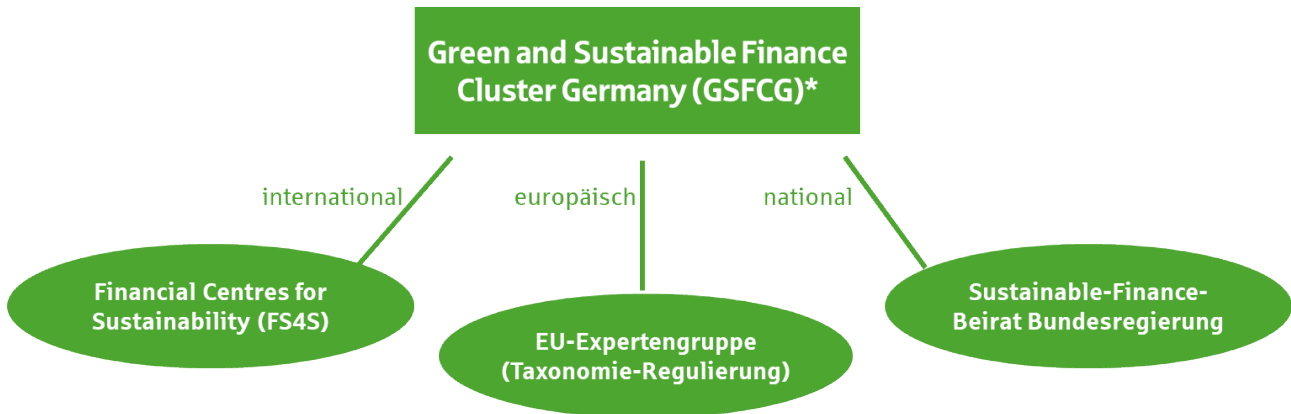 Green and Sustainable Finance
Cluster Germany (GSFCG)*
international
europäisch
national
Financial Centres for
Sustainability (FS4S)
EU-Expertengruppe
(Taxonomie-Regulierung)
Sustainable-Finance-
Beirat Bundesregierung